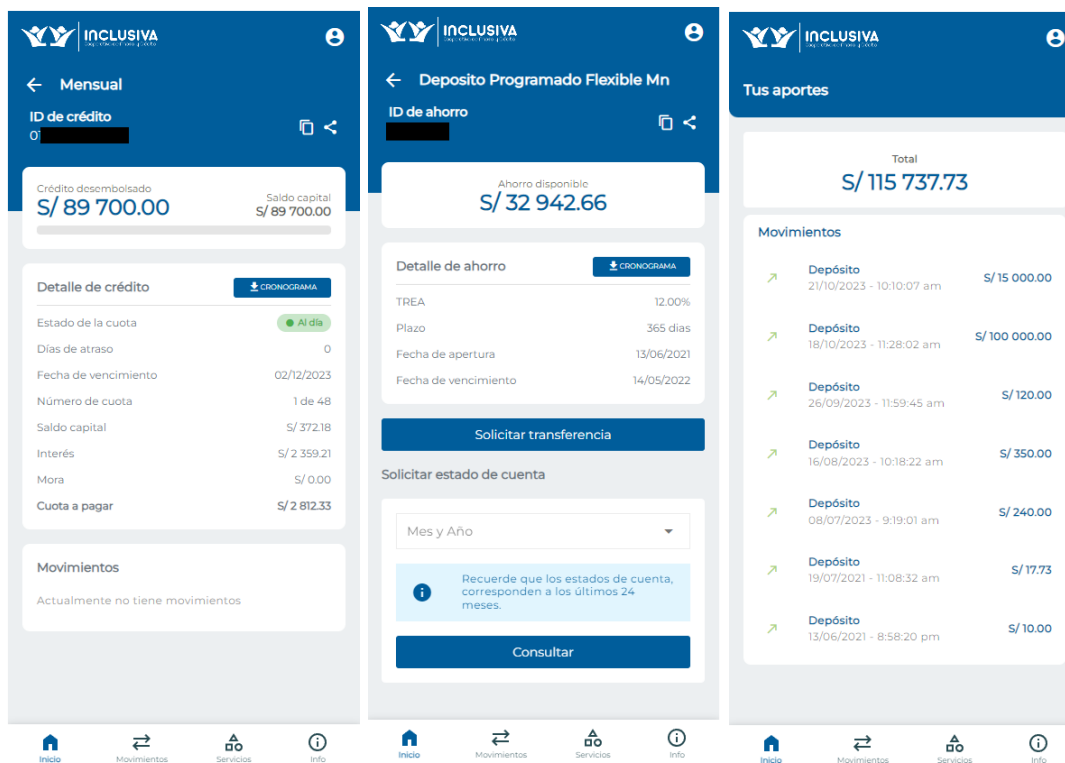 INCLUSIVA
Mensual
ID de crédito
01
Crédito desembolsado
S/ 89 700.00
Saldo capital
S/ 89 700.00
Detalle de crédito
CRONOGRAMA
Estado de la cuota
Al día
Días de atraso
0
Fecha de vencimiento
02/12/2023
Número de cuota
1 de 48
Saldo capital
S/ 372.18
Interés
S/ 2 359.21
Mora
S/ 0.00
Cuota a pagar
S/ 2 812.33
Movimientos
Actualmente no tiene movimientos
Inicio
Movimientos
Servicios
Info
INCLUSIVA
Deposito Programado Flexible Mn
ID de ahorro
Ahorro disponible
S/ 32 942.66
Detalle de ahorro
CRONOGRAMA
TREA
12.00%
Plazo
365 dias
Fecha de apertura
13/06/2021
Fecha de vencimiento
14/05/2022
Solicitar transferencia
Solicitar estado de cuenta
Mes y Año
Recuerde que los estados de cuenta,
corresponden a los últimos 24
meses.
Consultar
Inicio
Movimientos
Servicios
Info
INCLUSIVA
Tus aportes
Total
S/ 115 737.73
Movimientos
Depósito
S/ 15 000.00
21/10/2023 - 10:10:07 am
Depósito
S/ 100 000.00
18/10/2023 - 11:28:02 am
Depósito
S/ 120.00
26/09/2023 - 11:59:45 am
Depósito
S/ 350.00
16/08/2023 - 10:18:22 am
Depósito
S/ 240.00
08/07/2023 - 9:19:01 am
Depósito
S/ 17.73
19/07/2021 - 11:08:32 am
Depósito
S/ 10.00
13/06/2021 - 8:58:20 pm
Inicio
Movimientos
Servicios
Info